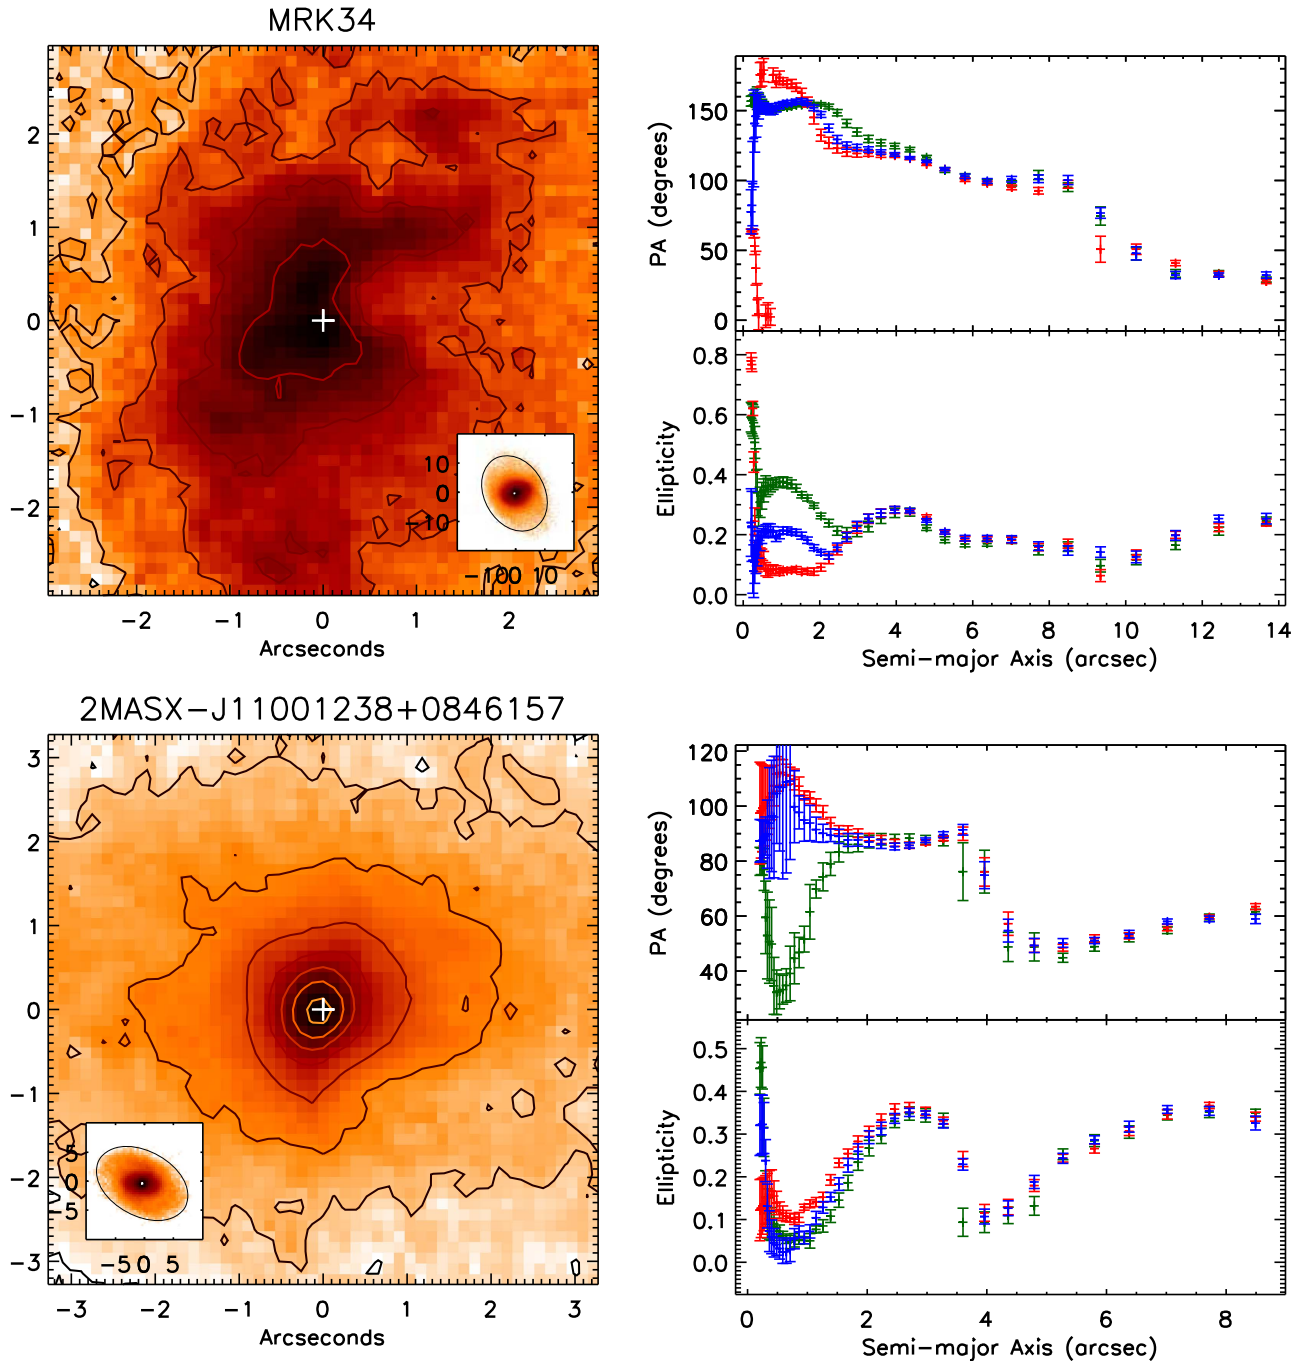 MRK34
2
1
0
−1
−2
−2 −1 0 1 2
Arcseconds
10
0
−10
−100 10
PA (degrees)
150
100
50
0
Ellipticity
0.8
0.6
0.4
0.2
0.0
0 2 4 6 8 10 12 14
Semi−major Axis (arcsec)
2MASX−J11001238+0846157
3
2
1
0
−1
−2
−3
−3 −2 −1 0 1 2 3
Arcseconds
5
0
−5
−50 5
PA (degrees)
120
100
80
60
40
Ellipticity
0.5
0.4
0.3
0.2
0.1
0.0
0 2 4 6 8
Semi−major Axis (arcsec)